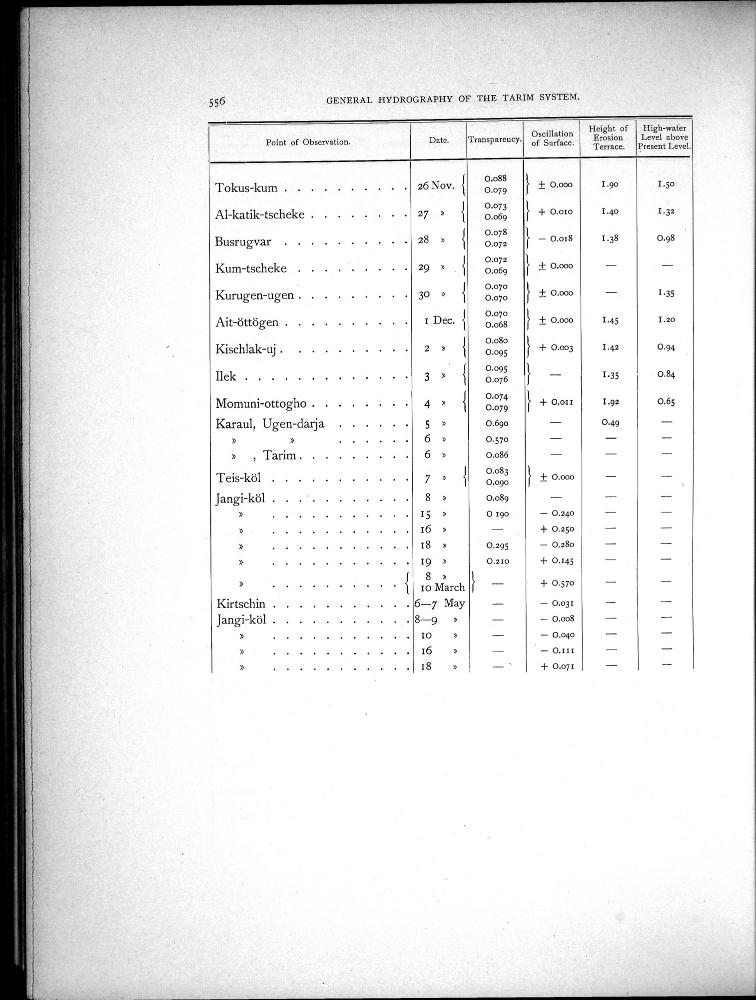 556 GENERAL HYDROGRAPHY OF THE TARIM SYSTEM.
Point of Observation. Date. Transparency. Oscillation of Surface. Height of Erosion Terrace. High-water Level above Present Level.
Tokus-kum . . . . . . . . . . 26 Nov. { 0.088 0.079 } ± 0.000 1.90 1.50
Al-katik-tscheke . . . . . . . . 27 » { 0.073 0.069 } + 0.010 1.40 1.32
Busrugvar . . . . . . . . . . 28 » { 0.078 0.072 } − 0.018 1.38 0.98
Kum-tscheke . . . . . . . . . 29 » { 0.072 0.069 } ± 0.000 — —
Kurugen-ugen . . . . . . . . . 30 » { 0.070 0.070 } ± 0.000 — 1.35
Ait-öttögen . . . . . . . . . . 1 Dec. { 0.070 0.068 } ± 0.000 1.45 1.20
Kischlak-uj . . . . . . . . . . 2 » { 0.080 0.095 } + 0.003 1.42 0.94
Ilek . . . . . . . . . . . . . 3 » { 0.095 0.076 } — 1.35 0.84
Momuni-ottogho . . . . . . . . 4 » { 0.074 0.079 } + 0.011 1.92 0.65
Karaul, Ugen-darja . . . . . . 5 » 0.690 — 0.49 —
» » . . . . . . 6 » 0.570 — — —
» , Tarim . . . . . . . . . 6 » 0.086 — — —
Teis-köl . . . . . . . . . . . 7 » { 0.083 0.090 } ± 0.000 — —
Jangi-köl . . . . . . . . . . . 8 » 0.089 — — —
» . . . . . . . . . . . 15 » 0 190 − 0.240 — —
» . . . . . . . . . . . 16 » — + 0.250 — —
» . . . . . . . . . . . 18 » 0.295 − 0.280 — —
» . . . . . . . . . . . 19 » 0.210 + 0.145 — —
» . . . . . . . . . . . { 8 » 10 March } — + 0.570 — —
Kirtschin . . . . . . . . . . . 6—7 May — − 0.031 — —
Jangi-köl . . . . . . . . . . . 8—9 » — − 0.008 — —
» . . . . . . . . . . . 10 » — − 0.040 — —
» . . . . . . . . . . . 16 » — − 0.111 — —
» . . . . . . . . . . . 18 » — + 0.071 — —